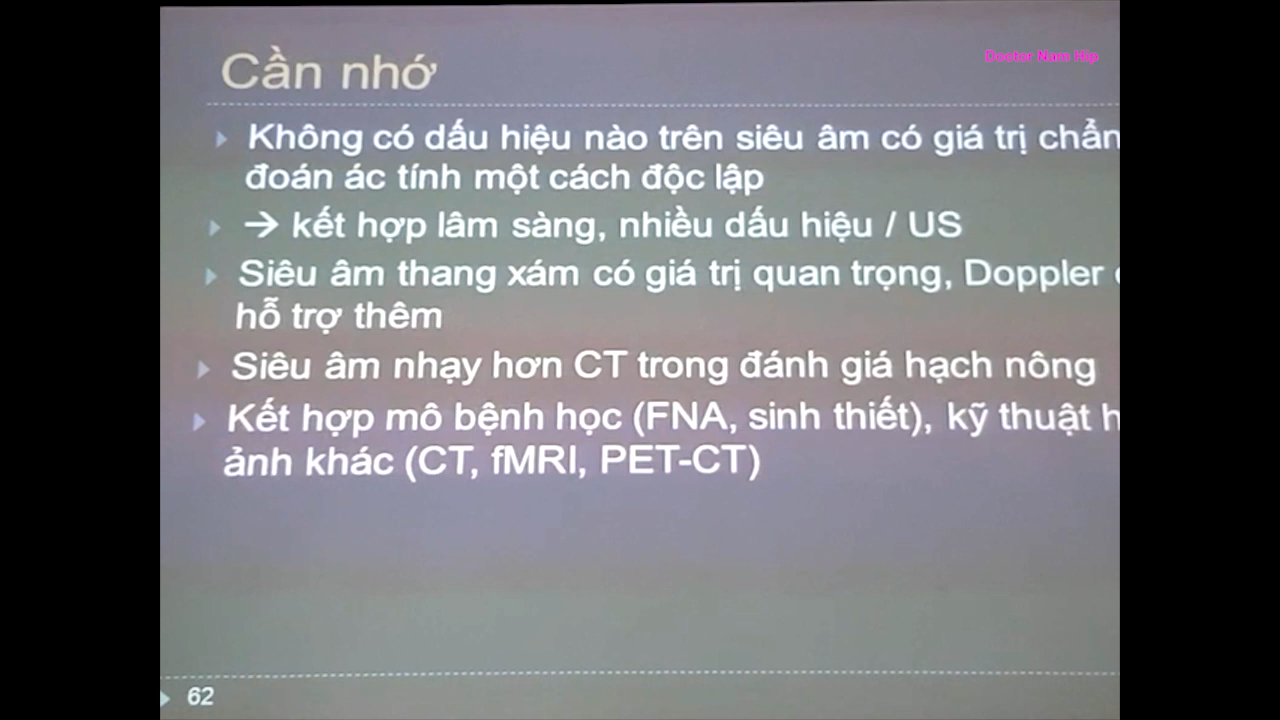 Cần nhớ
Doctor Nam Hip
Không có dấu hiệu nào trên siêu âm có giá trị chẩn
đoán ác tính một cách độc lập
→ kết hợp lâm sàng, nhiều dấu hiệu / US
Siêu âm thang xám có giá trị quan trọng, Doppler
hỗ trợ thêm
Siêu âm nhạy hơn CT trong đánh giá hạch nông
Kết hợp mô bệnh học (FNA, sinh thiết), kỹ thuật
ảnh khác (CT, fMRI, PET-CT)
62